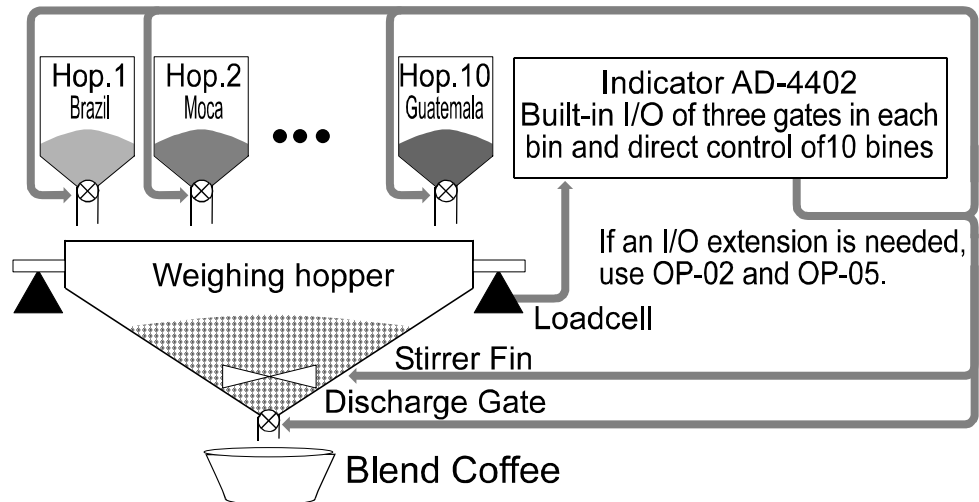 Hop.1
Brazil
Hop.2
Moca
Hop.10
Guatemala
Indicator AD-4402
Built-in I/O of three gates in each
bin and direct control of10 bines
If an I/O extension is needed,
use OP-02 and OP-05.
Weighing hopper
Loadcell
Stirrer Fin
Discharge Gate
Blend Coffee